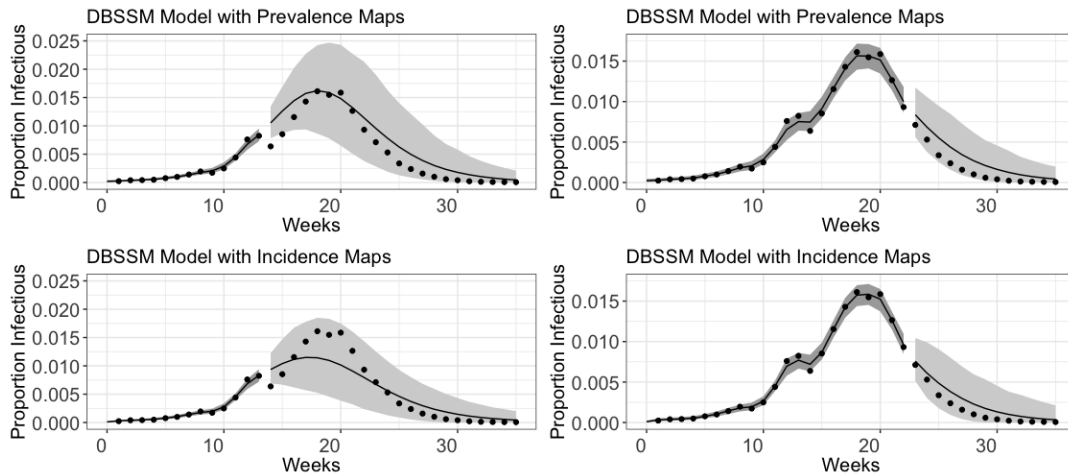 DBSSM Model with Prevalence Maps
Proportion Infectious
0.025
0.020
0.015
0.010
0.005
0.000
0 10 20 30
Weeks
DBSSM Model with Prevalence Maps
Proportion Infectious
0.015
0.010
0.005
0.000
0 10 20 30
Weeks
DBSSM Model with Incidence Maps
Proportion Infectious
0.025
0.020
0.015
0.010
0.005
0.000
0 10 20 30
Weeks
DBSSM Model with Incidence Maps
Proportion Infectious
0.015
0.010
0.005
0.000
0 10 20 30
Weeks